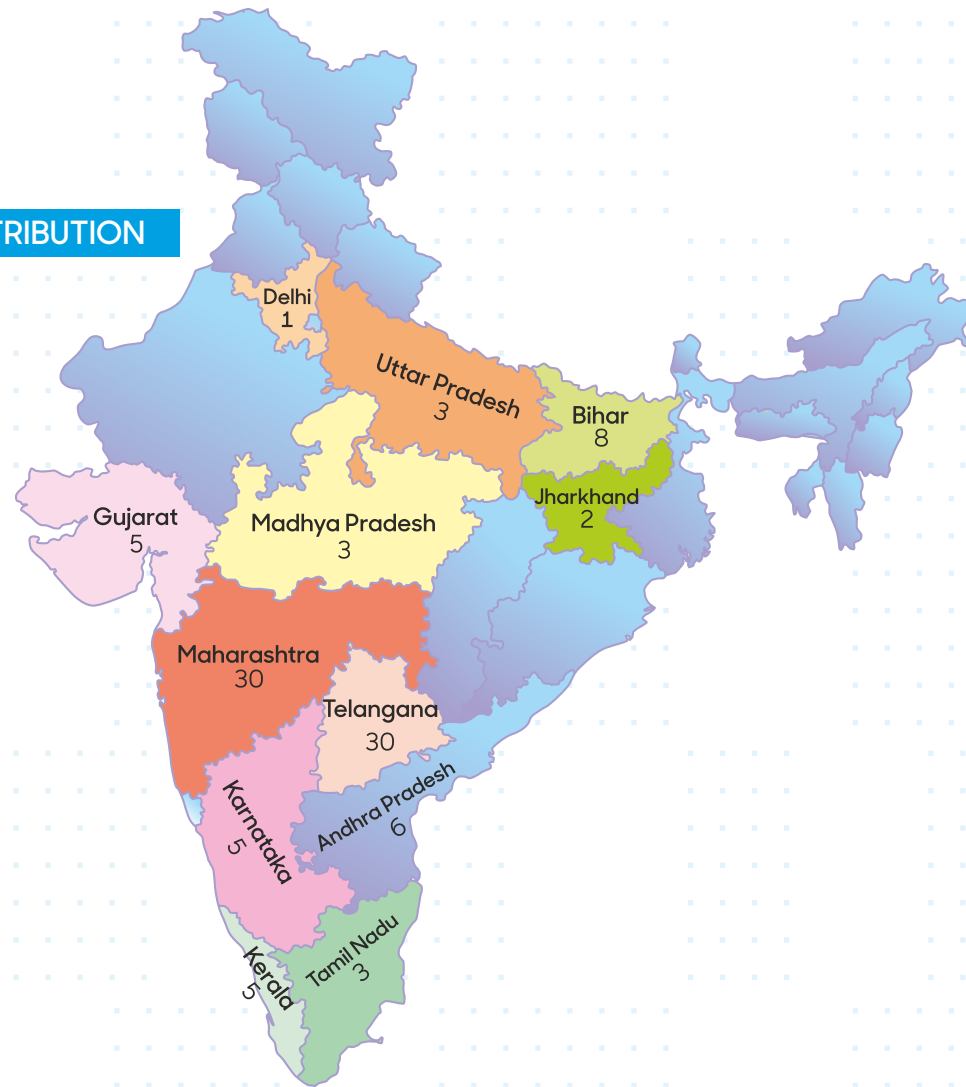 TRIBUTION
Delhi
1
Uttar Pradesh
3
Bihar
8
Jharkhand
2
Gujarat
5
Madhya Pradesh
3
Maharashtra
30
Telangana
30
Andhra Pradesh
6
Karnataka
5
Tamil Nadu
3
Kerala
5